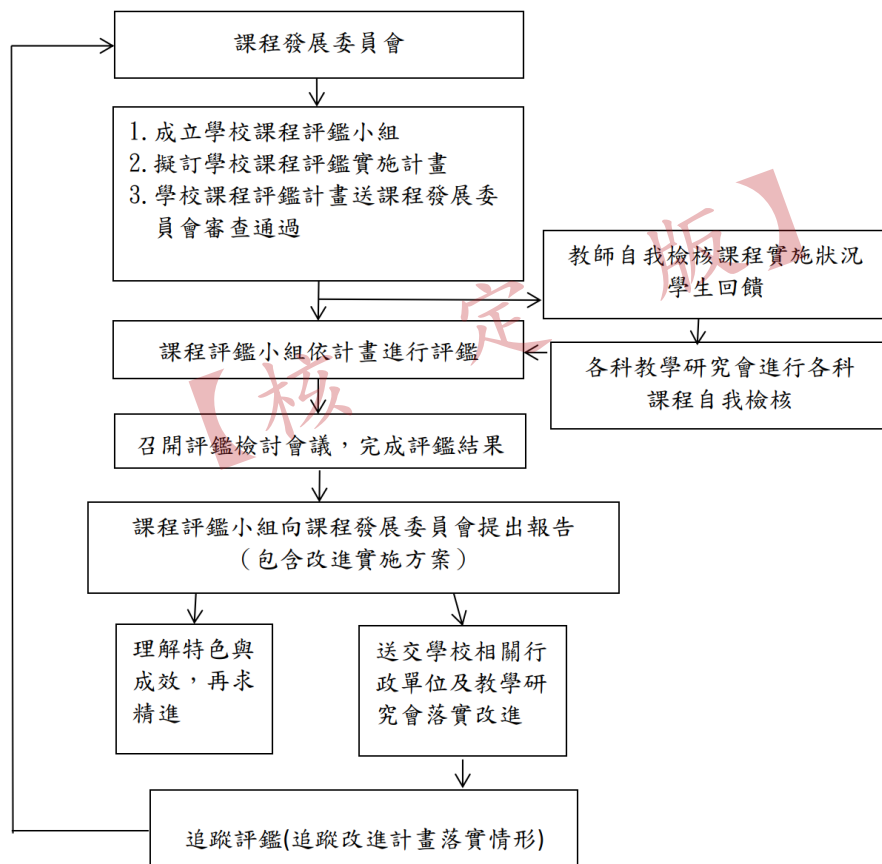 課程發展委員會
1. 成立學校課程評鑑小組
2. 擬訂學校課程評鑑實施計畫
3. 學校課程評鑑計畫送課程發展委
員會審查通過
教師自我檢核課程實施狀況
學生回饋
課程評鑑小組依計畫進行評鑑
各科教學研究會進行各科
課程自我檢核
召開評鑑檢討會議，完成評鑑結果
課程評鑑小組向課程發展委員會提出報告
（包含改進實施方案）
理解特色與
成效，再求
精進
送交學校相關行
政單位及教學研
究會落實改進
追蹤評鑑(追蹤改進計畫落實情形)
【核定版】